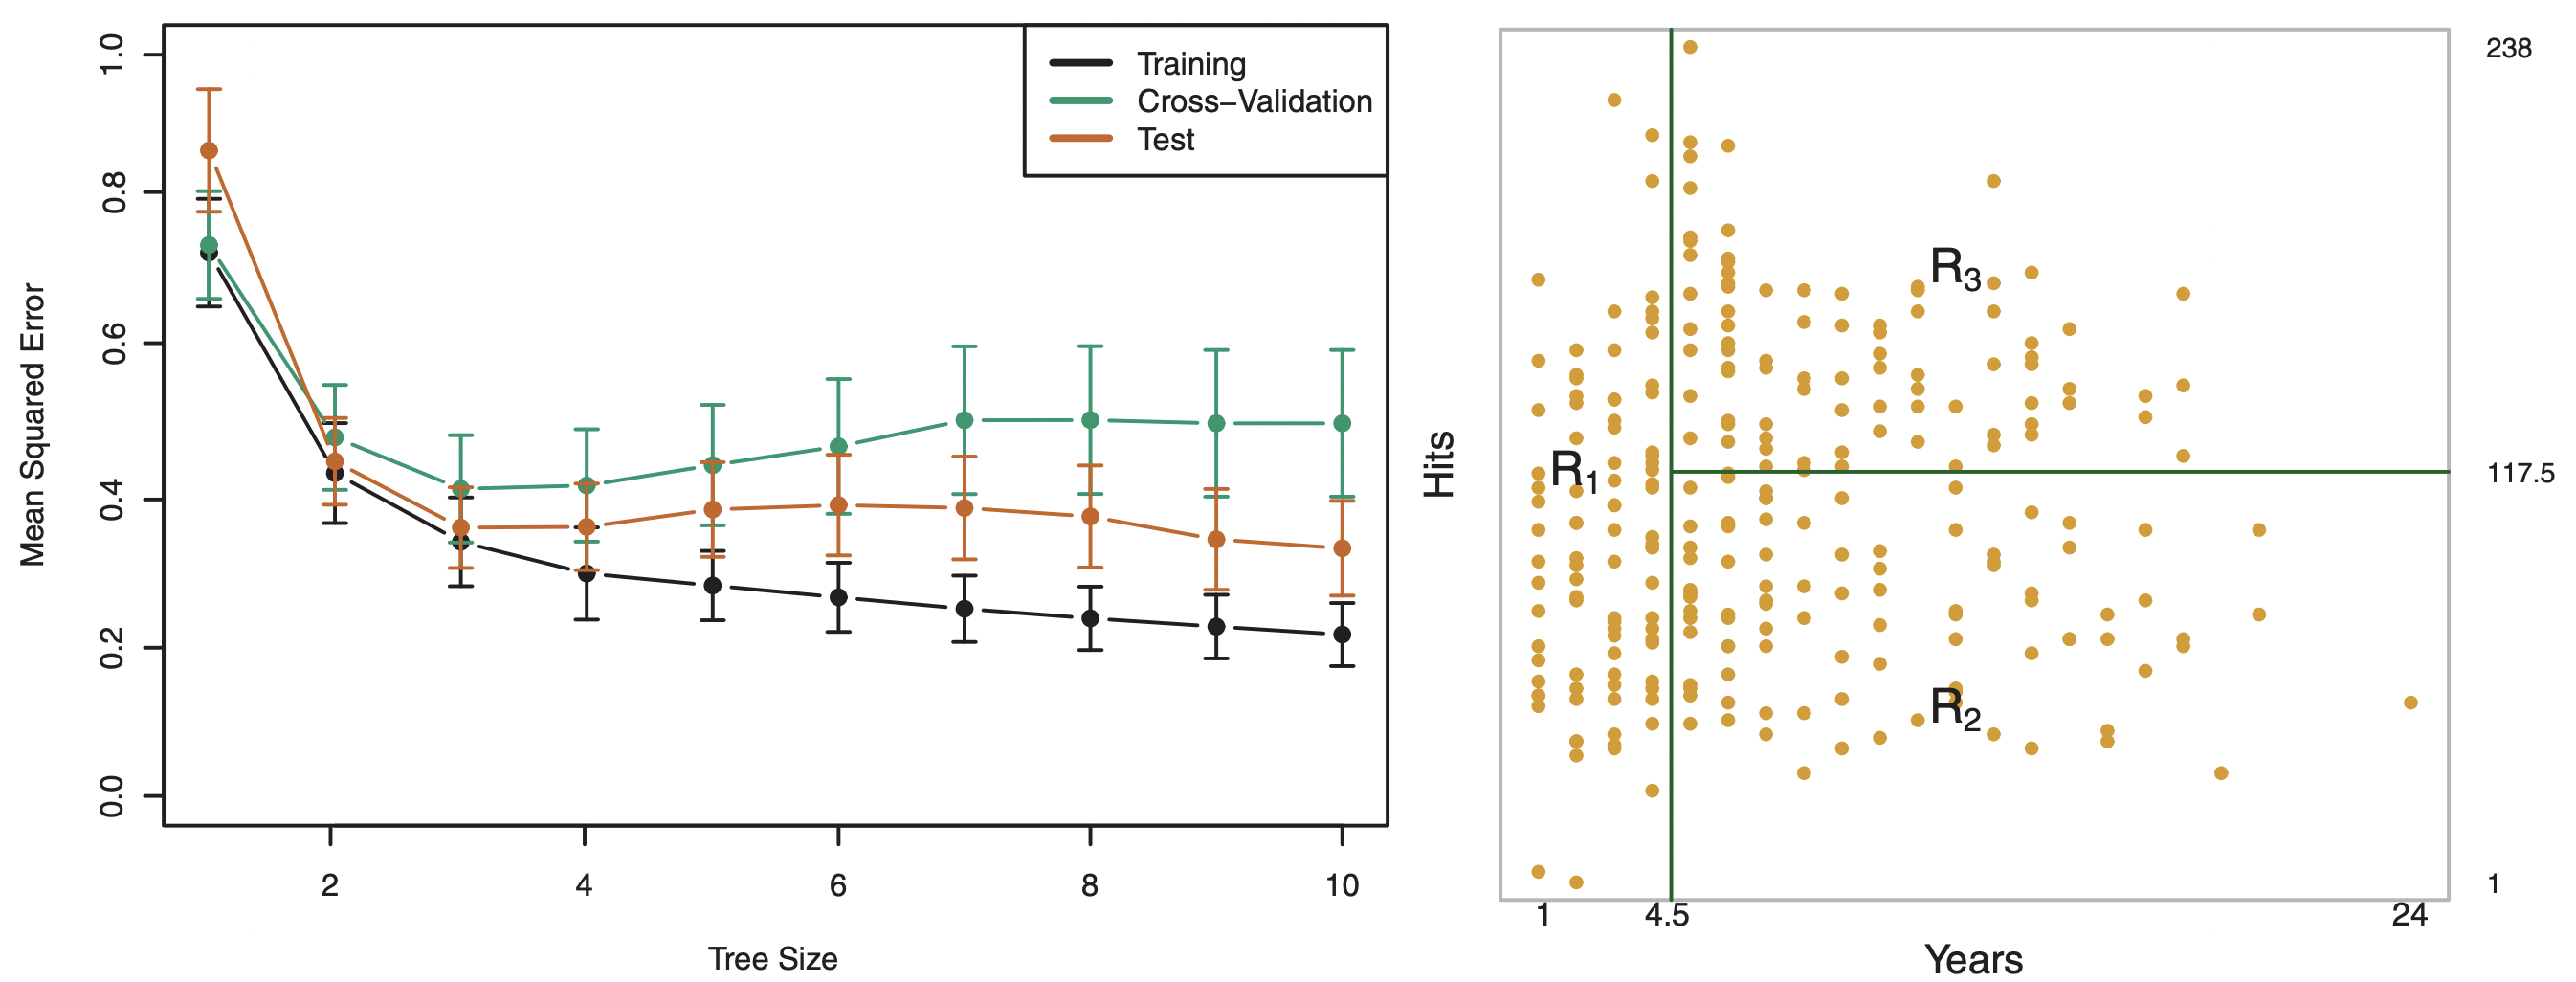 Mean Squared Error
1.0
0.8
0.6
0.4
0.2
0.0
2 4 6 8 10
Tree Size
Training
Cross–Validation
Test
Hits
R1
R3
R2
238
117.5
1
1 4.5 24
Years